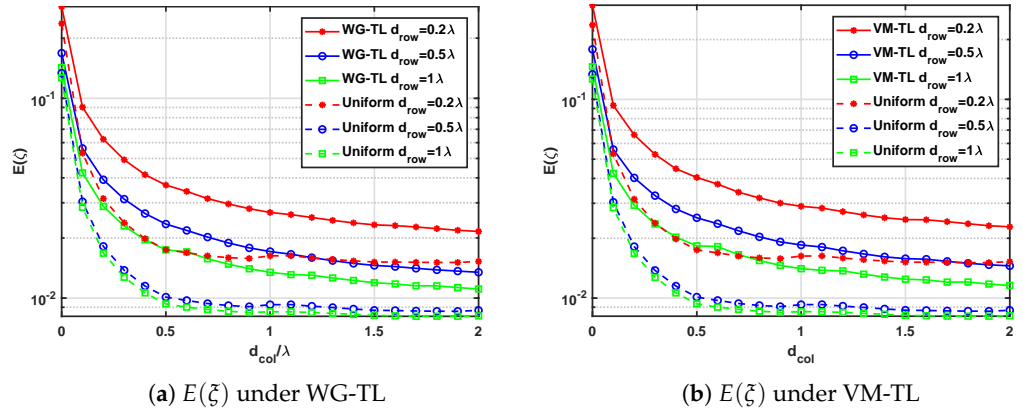 WG-TL d_row=0.2λ
WG-TL d_row=0.5λ
WG-TL d_row=1λ
Uniform d_row=0.2λ
Uniform d_row=0.5λ
Uniform d_row=1λ
10^-1
10^-2
E(ζ)
0 0.5 1 1.5 2
d_col/λ
(a) E(ξ) under WG-TL
VM-TL d_row=0.2λ
VM-TL d_row=0.5λ
VM-TL d_row=1λ
Uniform d_row=0.2λ
Uniform d_row=0.5λ
Uniform d_row=1λ
10^-1
10^-2
E(ζ)
0 0.5 1 1.5 2
d_col
(b) E(ξ) under VM-TL